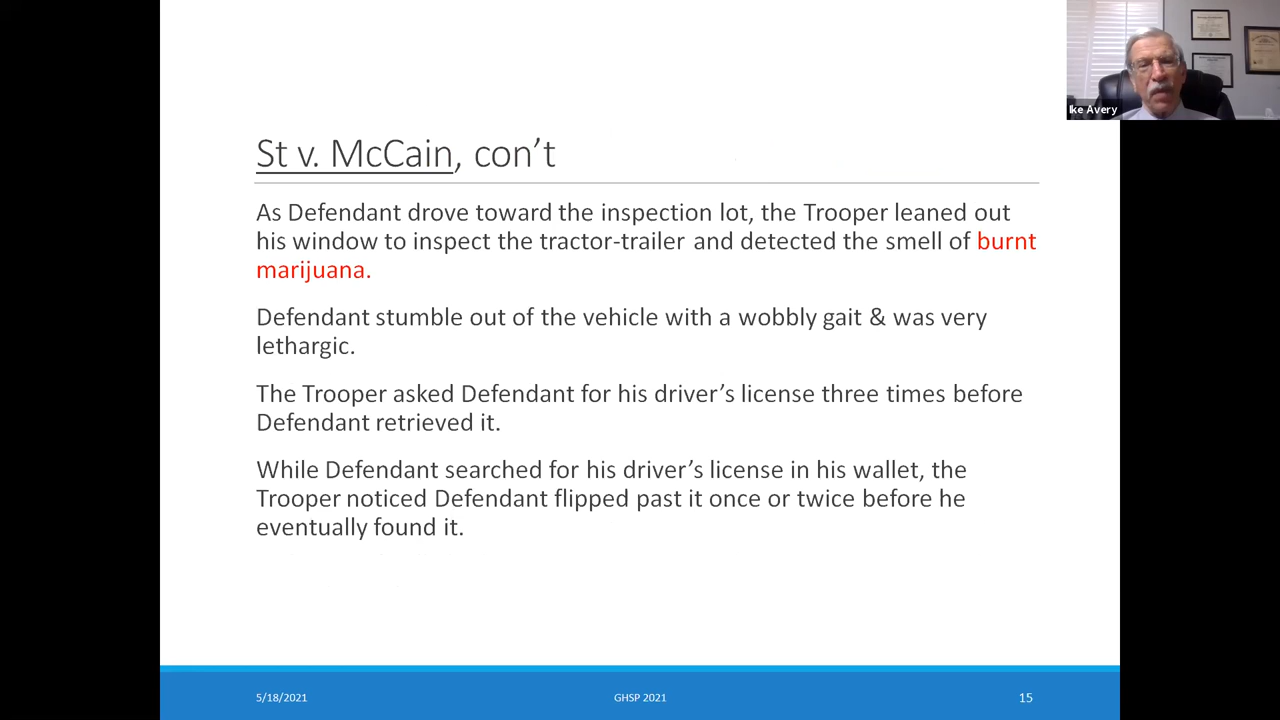 Ike Avery
St v. McCain, con’t
As Defendant drove toward the inspection lot, the Trooper leaned out
his window to inspect the tractor-trailer and detected the smell of burnt
marijuana.
Defendant stumble out of the vehicle with a wobbly gait & was very
lethargic.
The Trooper asked Defendant for his driver’s license three times before
Defendant retrieved it.
While Defendant searched for his driver’s license in his wallet, the
Trooper noticed Defendant flipped past it once or twice before he
eventually found it.
5/18/2021
GHSP 2021
15